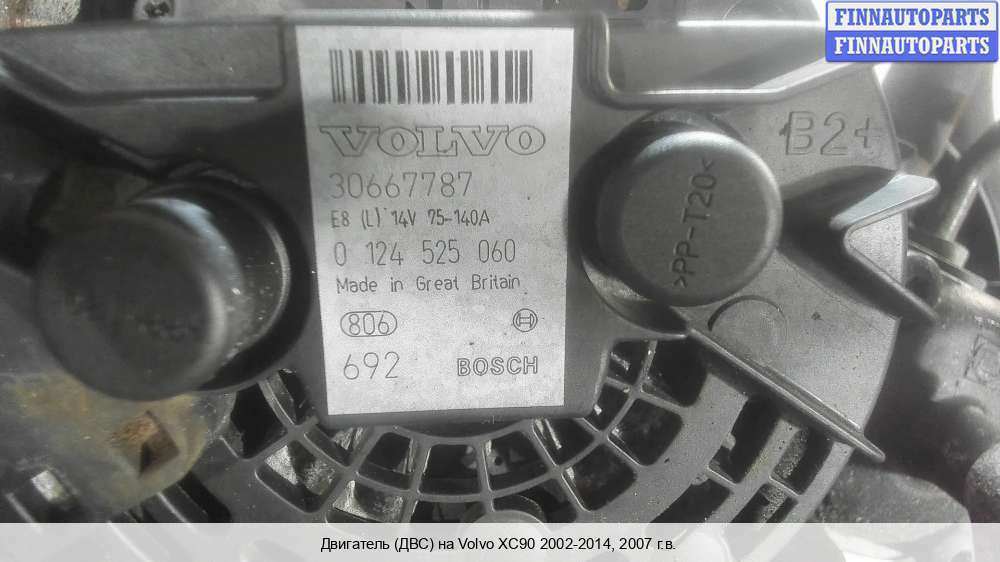 FINNAUTOPARTS
FINNAUTOPARTS
VOLVO
B2+
30667787
E8 (L) 14V 75-140A
>PP-T20<
0 124 525 060
Made in Great Britain
806
692 BOSCH
Двигатель (ДВС) на Volvo XC90 2002-2014, 2007 г.в.